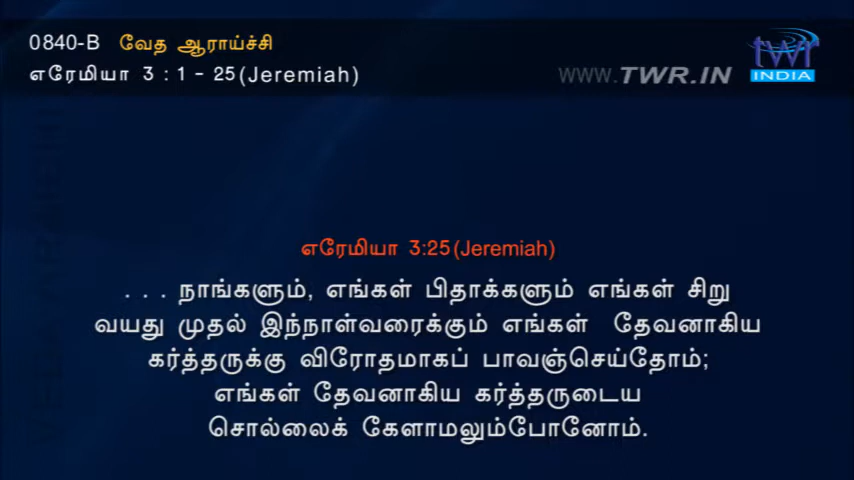 0840-B வேத ஆராய்ச்சி
எரேமியா 3 : 1 - 25(Jeremiah)
WWW.TWR.IN
twr
INDIA
எரேமியா 3:25(Jeremiah)
. . . நாங்களும், எங்கள் பிதாக்களும் எங்கள் சிறு
வயது முதல் இந்நாள்வரைக்கும் எங்கள் தேவனாகிய
கர்த்தருக்கு விரோதமாகப் பாவஞ்செய்தோம்;
எங்கள் தேவனாகிய கர்த்தருடைய
சொல்லைக் கேளாமலும்போனோம்.